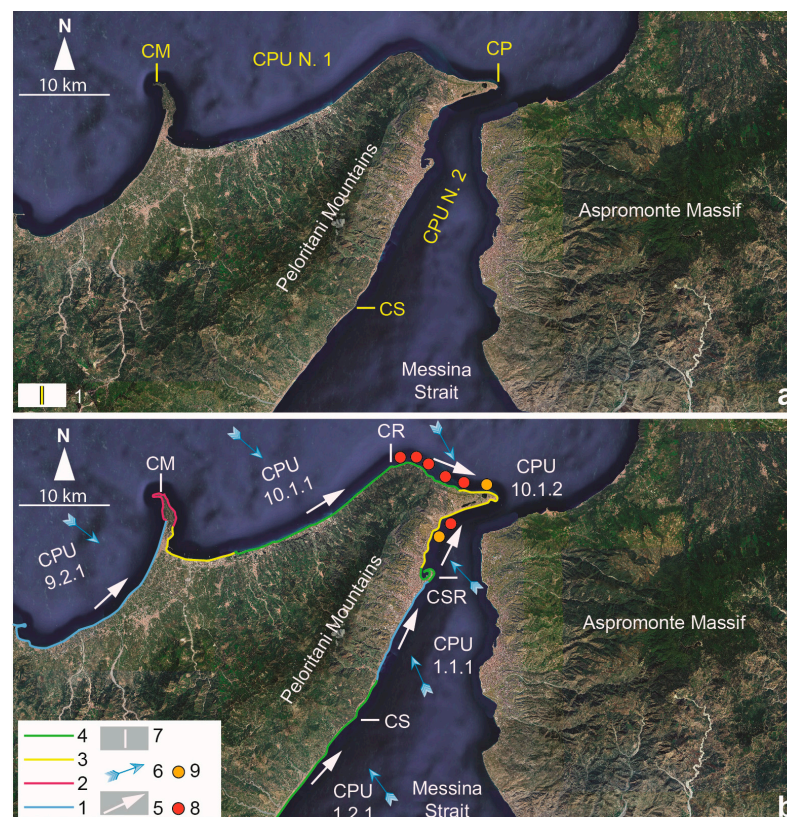 N
10 km
CM
CPU N. 1
CP
Peloritani Mountains
CPU N. 2
Aspromonte Massif
CS
Messina
Strait
1
a
N
10 km
CM
CPU
9.2.1
CPU
10.1.1
CR
CPU
10.1.2
CSR
Peloritani Mountains
Aspromonte Massif
CPU
1.1.1
CS
CPU
1.2.1
Messina
Strait
4
7
3
6
9
2
1
5
8
b